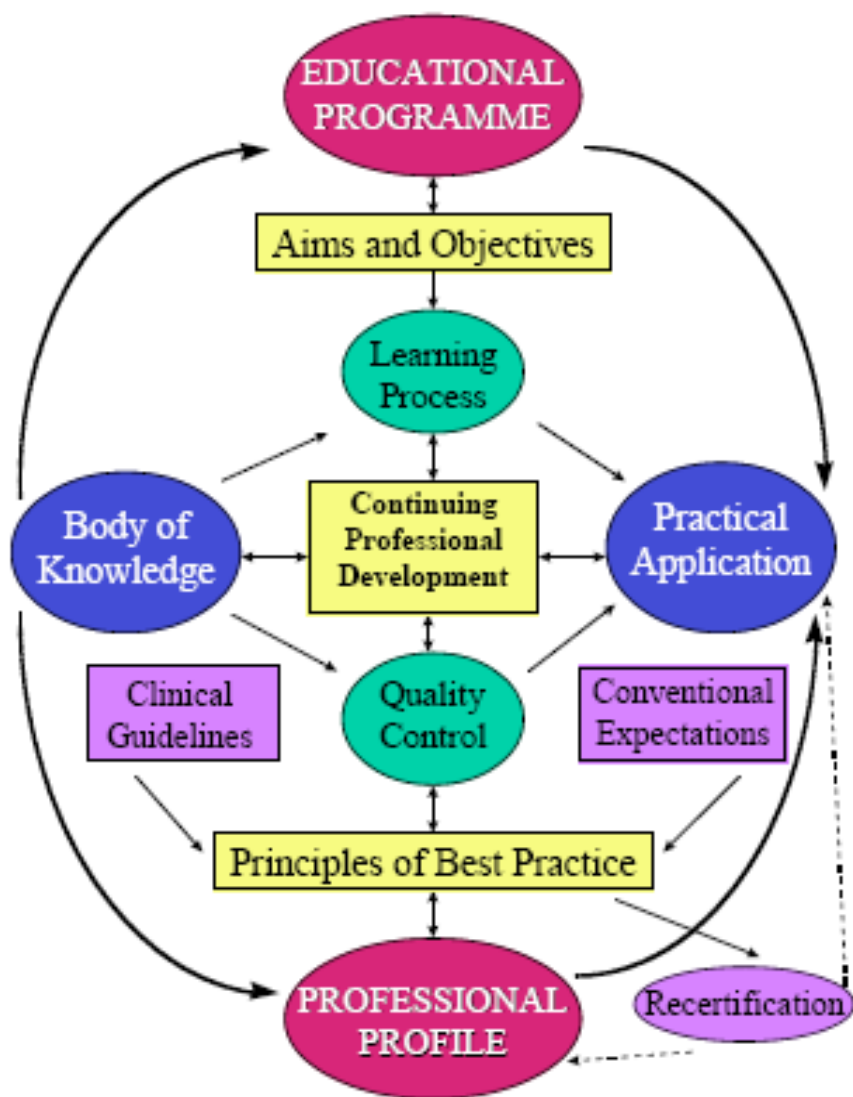 EDUCATIONAL
PROGRAMME
Aims and Objectives
Learning
Process
Body of
Knowledge
Continuing
Professional
Development
Practical
Application
Clinical
Guidelines
Quality
Control
Conventional
Expectations
Principles of Best Practice
PROFESSIONAL
PROFILE
Recertification